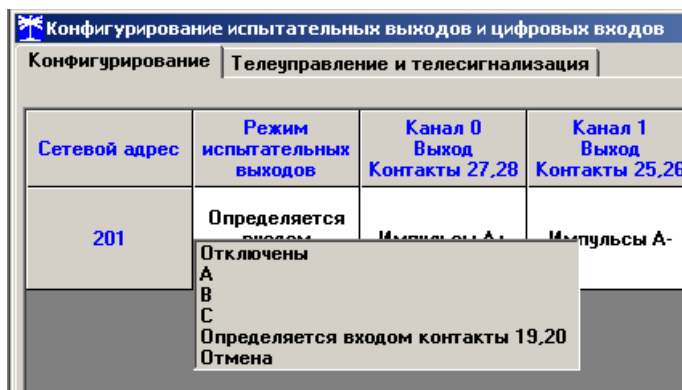 Конфигурирование испытательных выходов и цифровых входов
Конфигурирование Телеуправление и телесигнализация
Сетевой адрес
Режим
испытательных
выходов
Канал 0
Выход
Контакты 27,28
Канал 1
Выход
Контакты 25,26
201
Определяется
входом
Импульсы A+
Импульсы A-
Отключены
A
B
C
Определяется входом контакты 19,20
Отмена